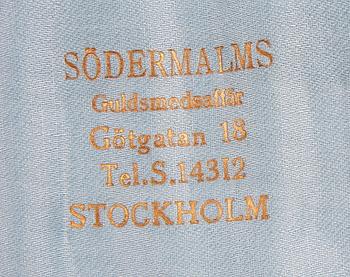 SÖDERMALMS
Guldsmedsaffär
Götgatan 18
Tel.S.14312
STOCKHOLM